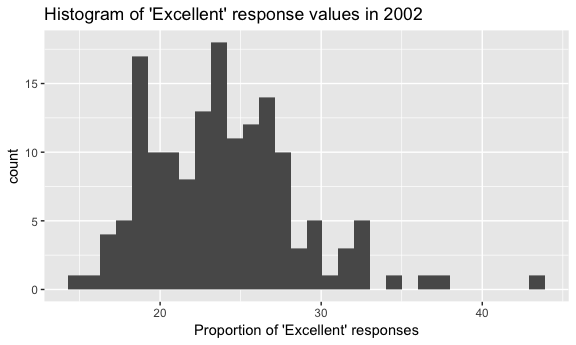 Histogram of 'Excellent' response values in 2002
15
10
5
0
count
20 30 40
Proportion of 'Excellent' responses